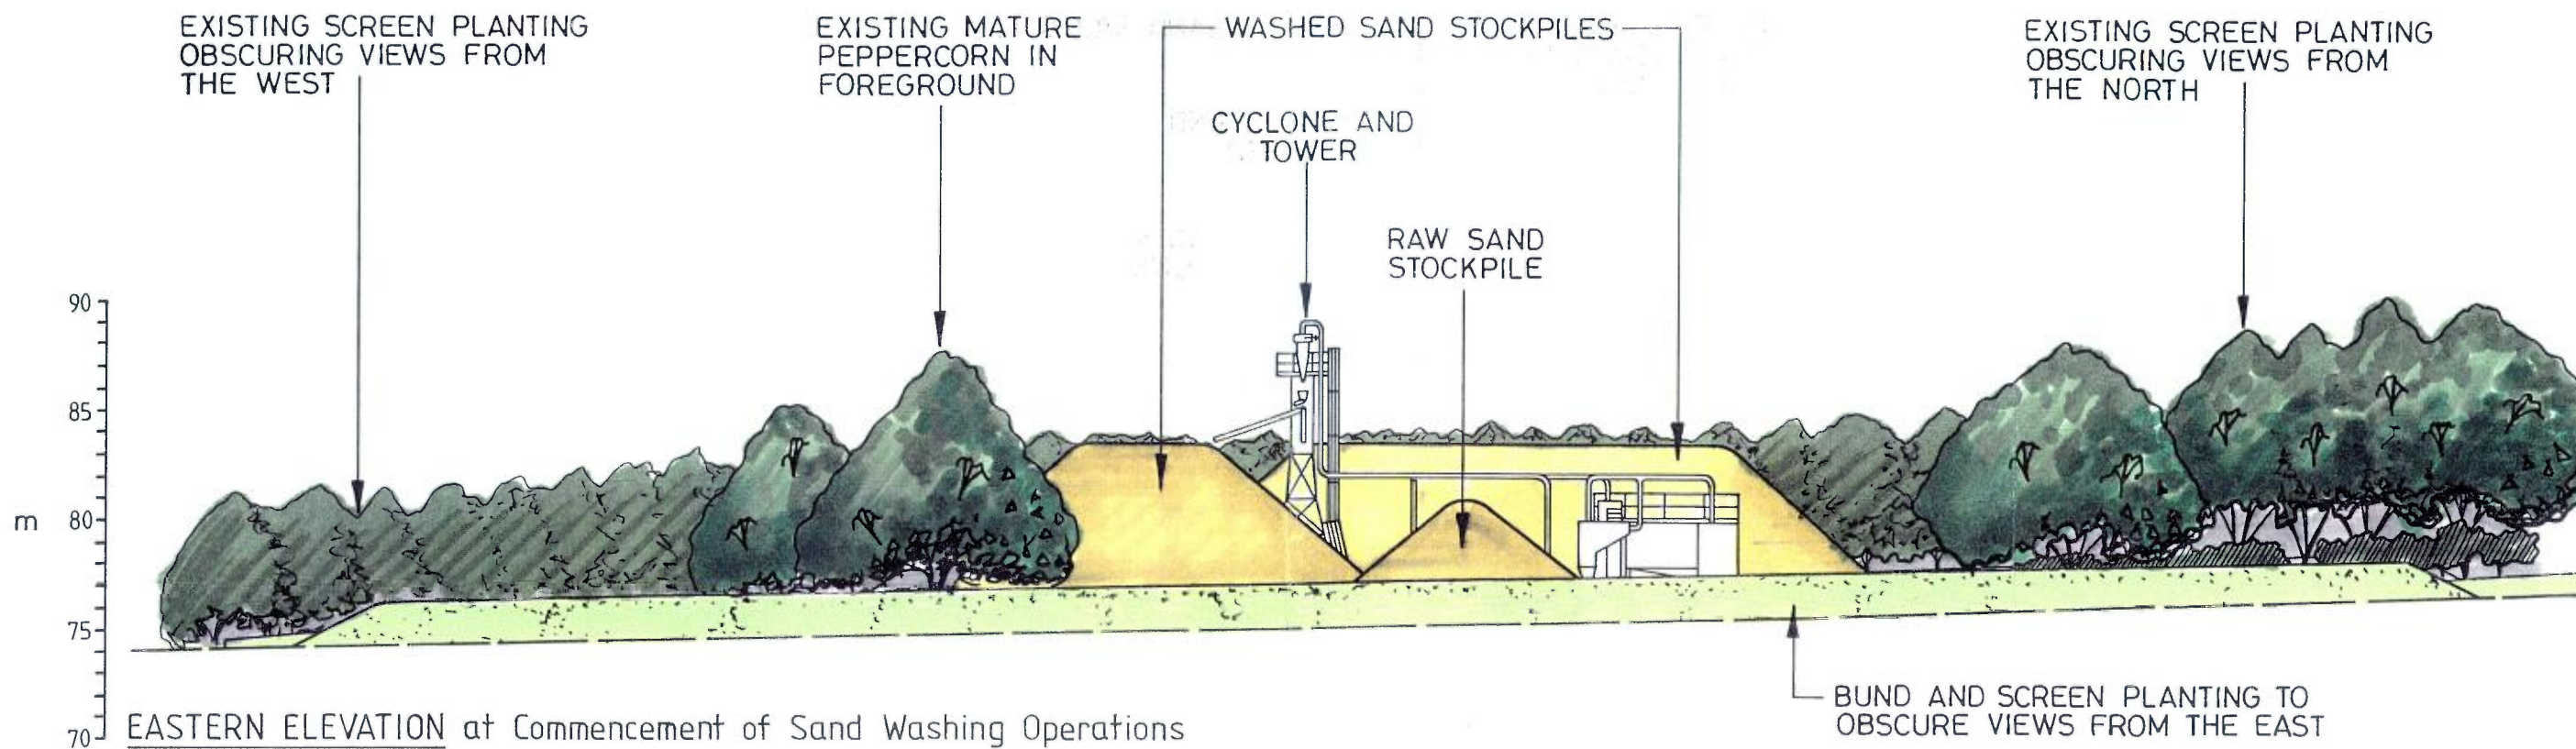 EXISTING SCREEN PLANTING
OBSCURING VIEWS FROM
THE WEST
EXISTING MATURE
PEPPERCORN IN
FOREGROUND
WASHED SAND STOCKPILES
CYCLONE AND
TOWER
RAW SAND
STOCKPILE
EXISTING SCREEN PLANTING
OBSCURING VIEWS FROM
THE NORTH
90
85
m 80
75
70
BUND AND SCREEN PLANTING TO
OBSCURE VIEWS FROM THE EAST
EASTERN ELEVATION at Commencement of Sand Washing Operations